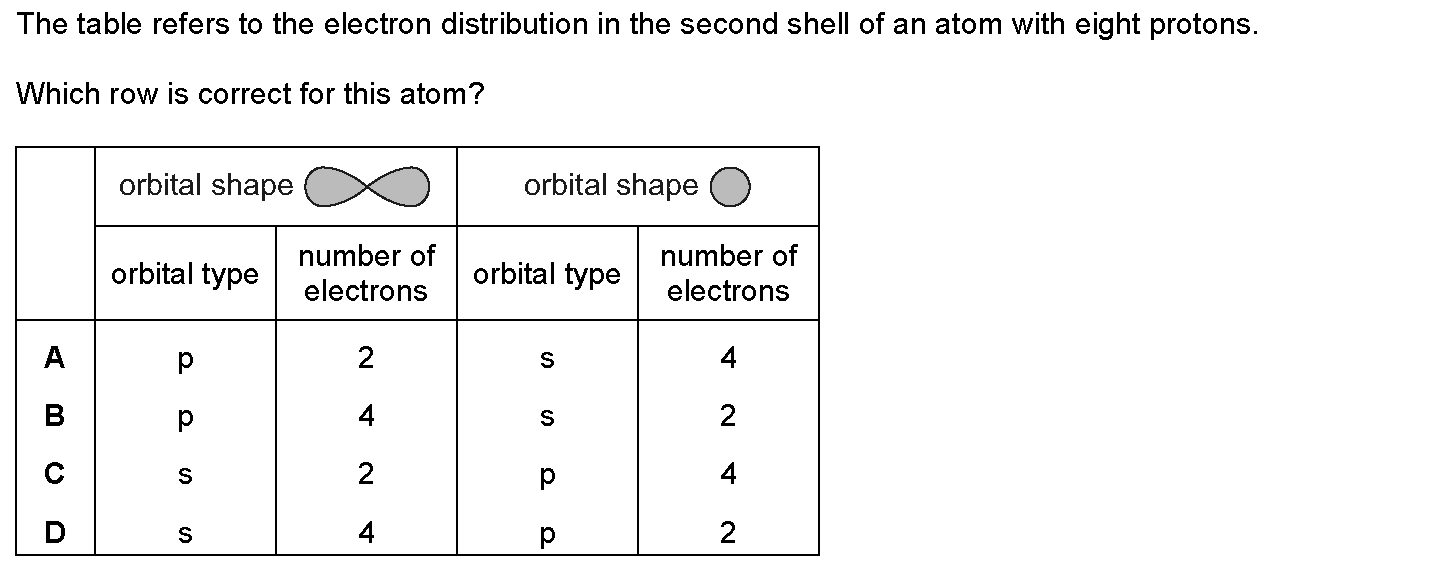 The table refers to the electron distribution in the second shell of an atom with eight protons.
Which row is correct for this atom?
orbital shape orbital shape
orbital type number of electrons orbital type number of electrons
A p 2 s 4
B p 4 s 2
C s 2 p 4
D s 4 p 2